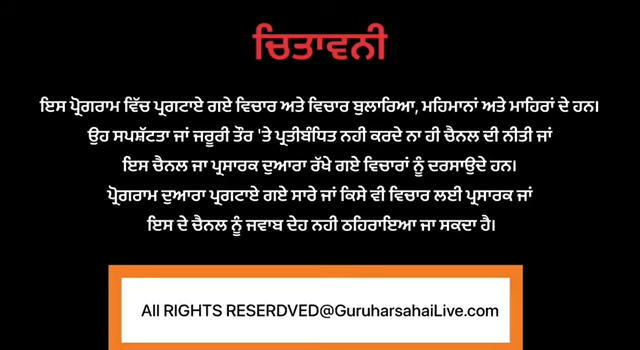 ਚਿਤਾਵਨੀ
ਇਸ ਪ੍ਰੋਗਰਾਮ ਵਿੱਚ ਪ੍ਰਗਟਾਏ ਗਏ ਵਿਚਾਰ ਅਤੇ ਵਿਚਾਰ ਬੁਲਾਰਿਆ, ਮਹਿਮਾਨਾਂ ਅਤੇ ਮਾਹਿਰਾਂ ਦੇ ਹਨ।
ਉਹ ਸਪਸ਼ੱਟਤਾ ਜਾਂ ਜਰੂਰੀ ਤੌਰ 'ਤੇ ਪ੍ਰਤੀਬੰਧਿਤ ਨਹੀ ਕਰਦੇ ਨਾ ਹੀ ਚੈਨਲ ਦੀ ਨੀਤੀ ਜਾਂ
ਇਸ ਚੈਨਲ ਜਾ ਪ੍ਰਸਾਰਕ ਦੁਆਰਾ ਰੱਖੇ ਗਏ ਵਿਚਾਰਾਂ ਨੂੰ ਦਰਸਾਉਦੇ ਹਨ।
ਪ੍ਰੋਗਰਾਮ ਦੁਆਰਾ ਪ੍ਰਗਟਾਏ ਗਏ ਸਾਰੇ ਜਾਂ ਕਿਸੇ ਵੀ ਵਿਚਾਰ ਲਈ ਪ੍ਰਸਾਰਕ ਜਾਂ
ਇਸ ਦੇ ਚੈਨਲ ਨੂੰ ਜਵਾਬ ਦੇਹ ਨਹੀ ਠਹਿਰਾਇਆ ਜਾ ਸਕਦਾ ਹੈ।
All RIGHTS RESERDVED@GuruharsahaiLive.com